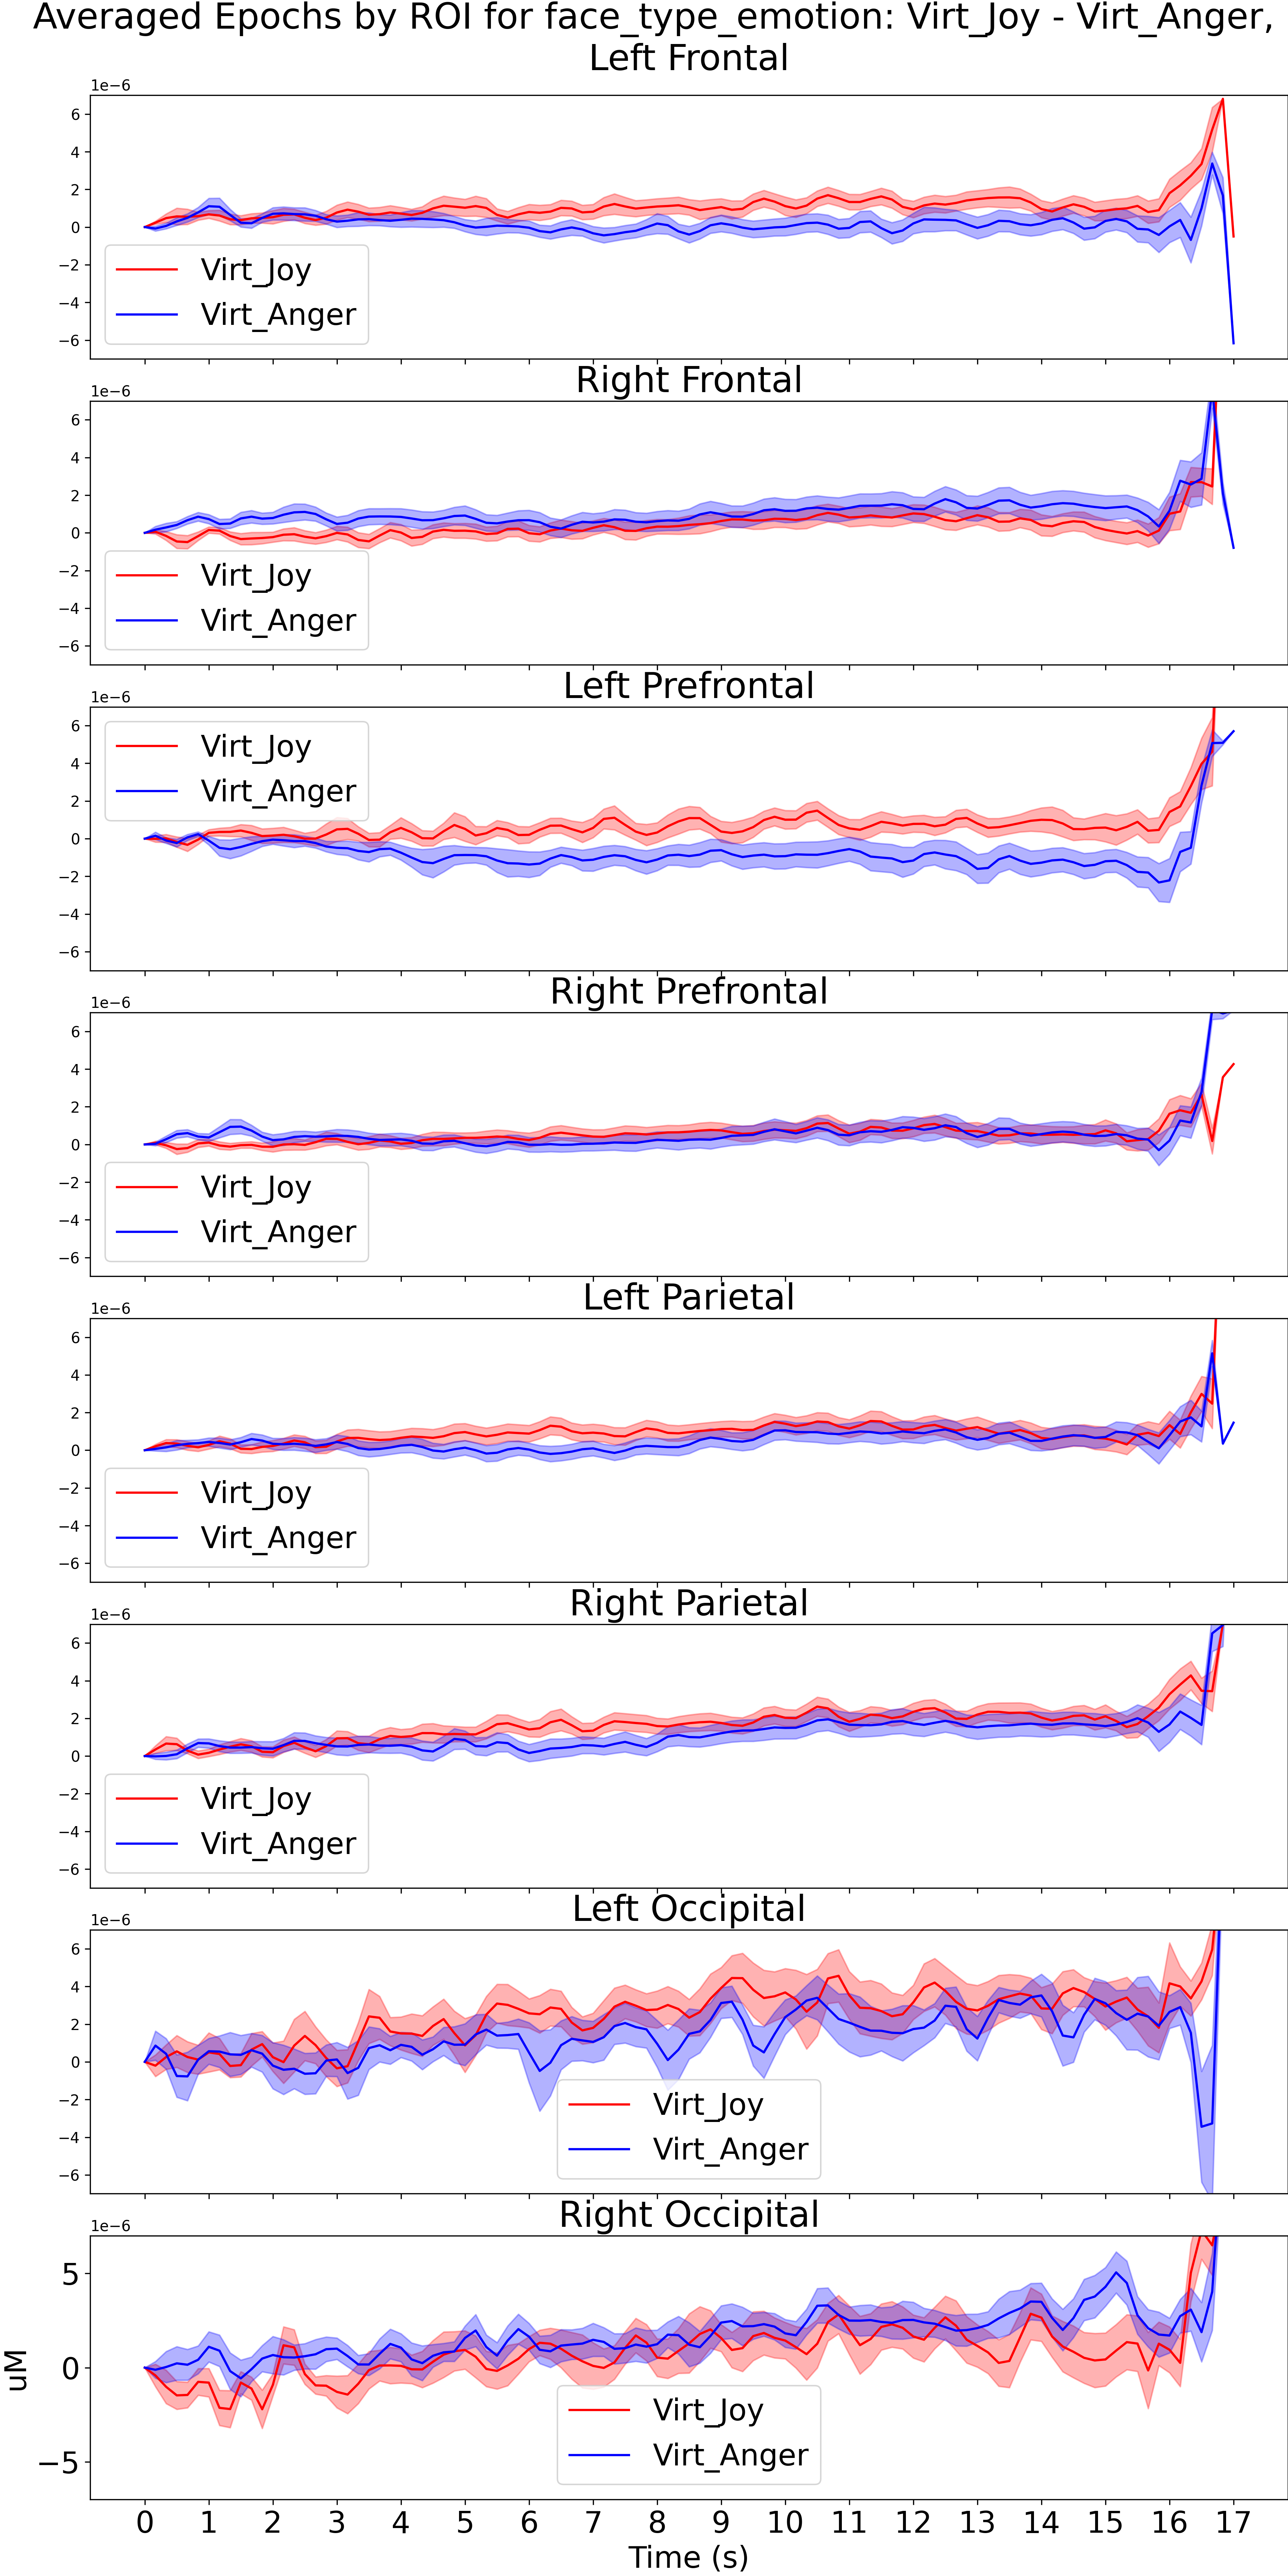 Averaged Epochs by ROI for face_type_emotion: Virt_Joy - Virt_Anger,
Left Frontal
1e−6
6
4
2
0
−2
−4
−6
Virt_Joy
Virt_Anger
Right Frontal
1e−6
6
4
2
0
−2
−4
−6
Virt_Joy
Virt_Anger
Left Prefrontal
1e−6
6
4
2
0
−2
−4
−6
Virt_Joy
Virt_Anger
Right Prefrontal
1e−6
6
4
2
0
−2
−4
−6
Virt_Joy
Virt_Anger
Left Parietal
1e−6
6
4
2
0
−2
−4
−6
Virt_Joy
Virt_Anger
Right Parietal
1e−6
6
4
2
0
−2
−4
−6
Virt_Joy
Virt_Anger
Left Occipital
1e−6
6
4
2
0
−2
−4
−6
Virt_Joy
Virt_Anger
Right Occipital
1e−6
5
0
−5
uM
Virt_Joy
Virt_Anger
0 1 2 3 4 5 6 7 8 9 10 11 12 13 14 15 16 17
Time (s)